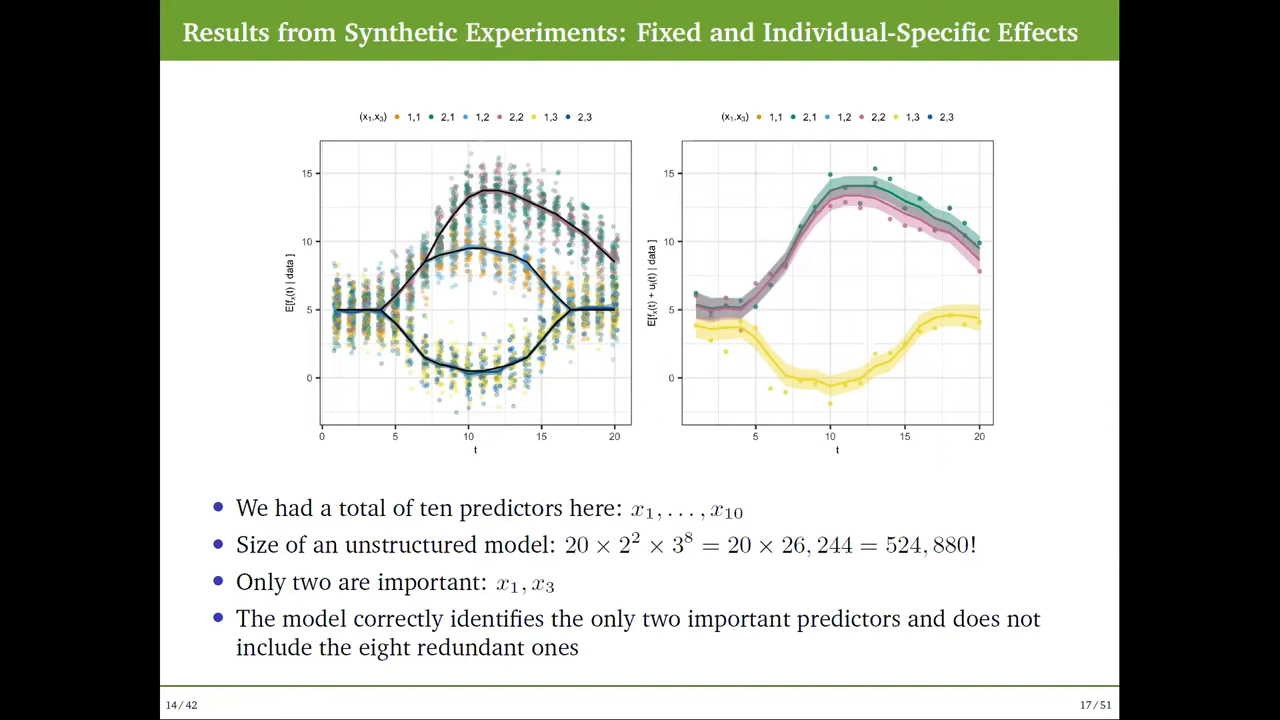 Results from Synthetic Experiments: Fixed and Individual-Specific Effects
(x₁,x₃) 1,1 2,1 1,2 2,2 1,3 2,3
E[fₓ(t) | data ]
15
10
5
0
0 5 10 15 20
t
(x₁,x₃) 1,1 2,1 1,2 2,2 1,3 2,3
E[fₓ(t) + uᵢ(t) | data ]
15
10
5
0
5 10 15 20
t
• We had a total of ten predictors here: x₁, . . . , x₁₀
• Size of an unstructured model: 20 × 2² × 3⁸ = 20 × 26, 244 = 524, 880!
• Only two are important: x₁, x₃
• The model correctly identifies the only two important predictors and does not
include the eight redundant ones
14 / 42
17 / 51